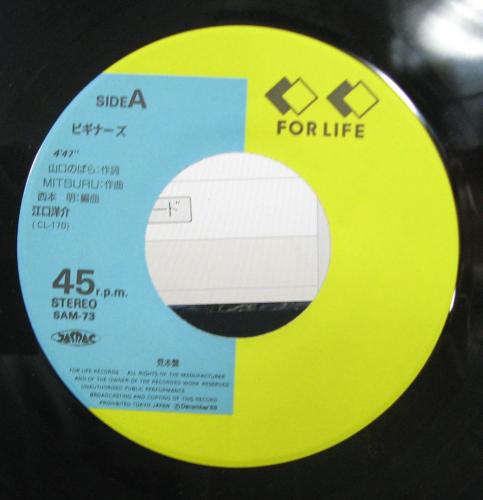 SIDE A
ビギナーズ
4'47"
山口のばら:作詞
MITSURU:作曲
西本 明:編曲
江口洋介
(CL-170)
45 r.p.m.
STEREO
SAM-73
JASRAC
FOR LIFE
ード
見本盤
FOR LIFE RECORDS ALL RIGHTS OF THE MANUFACTURER
AND OF THE OWNER OF THE RECORDED WORK RESERVED
UNAUTHORISED PUBLIC PERFORMANCE
BROADCASTING AND COPYING OF THIS RECORD
PROHIBITED TOKYO JAPAN Ⓟ December